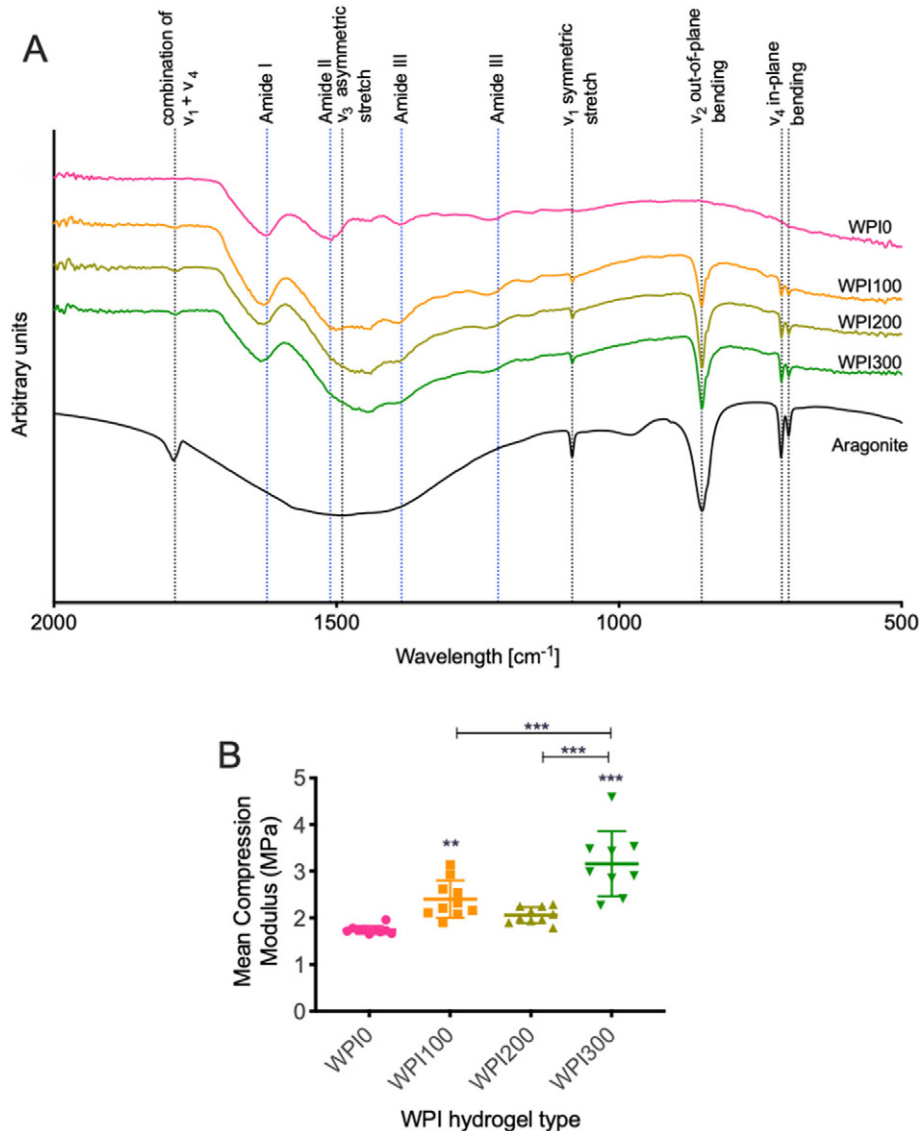 A
combination of
v1 + v4
Amide I
Amide II
v3 asymmetric
stretch
Amide III
Amide III
v1 symmetric
stretch
v2 out-of-plane
bending
v4 in-plane
bending
WPI0
WPI100
WPI200
WPI300
Aragonite
Arbitrary units
2000
1500
1000
500
Wavelength [cm-1]
B
***
***
***
**
5
4
3
2
1
0
Mean Compression
Modulus (MPa)
WPI0
WPI100
WPI200
WPI300
WPI hydrogel type